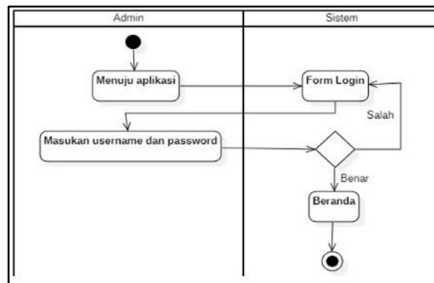 Admin
Sistem
Menuju aplikasi
Form Login
Salah
Masukan username dan password
Benar
Beranda